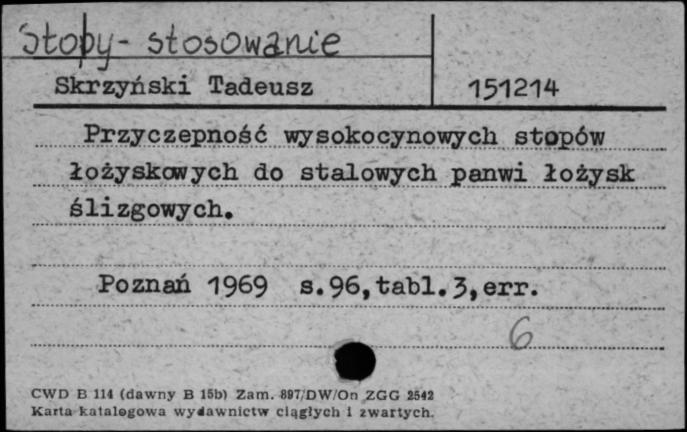 Stopy - stosowanie
Skrzyński Tadeusz 151214
Przyczepność wysokocynowych stopów
łożyskowych do stalowych panwi łożysk
ślizgowych.
Poznań 1969 s.96,tabl.3,err.
6
CWD B 114 (dawny B 15b) Zam. 897/DW/On ZGG 2542
Karta katalogowa wydawnictw ciągłych i zwartych.